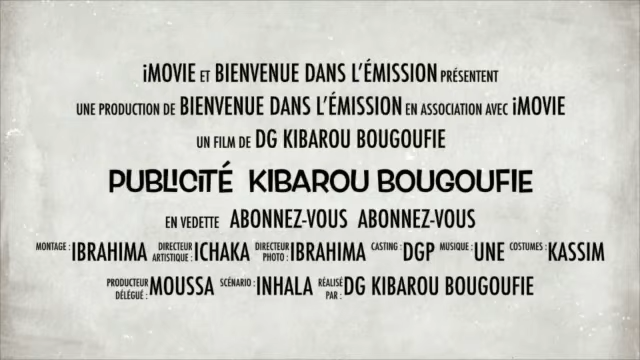 iMOVIE ET BIENVENUE DANS L'ÉMISSION PRÉSENTENT
UNE PRODUCTION DE BIENVENUE DANS L'ÉMISSION EN ASSOCIATION AVEC iMOVIE
UN FILM DE DG KIBAROU BOUGOUFIE
PUBLICITÉ KIBAROU BOUGOUFIE
EN VEDETTE ABONNEZ-VOUS ABONNEZ-VOUS
MONTAGE : IBRAHIMA DIRECTEUR ARTISTIQUE : ICHAKA DIRECTEUR PHOTO : IBRAHIMA CASTING : DGP MUSIQUE : UNE COSTUMES : KASSIM
PRODUCTEUR DÉLÉGUÉ : MOUSSA SCÉNARIO : INHALA RÉALISÉ PAR : DG KIBAROU BOUGOUFIE